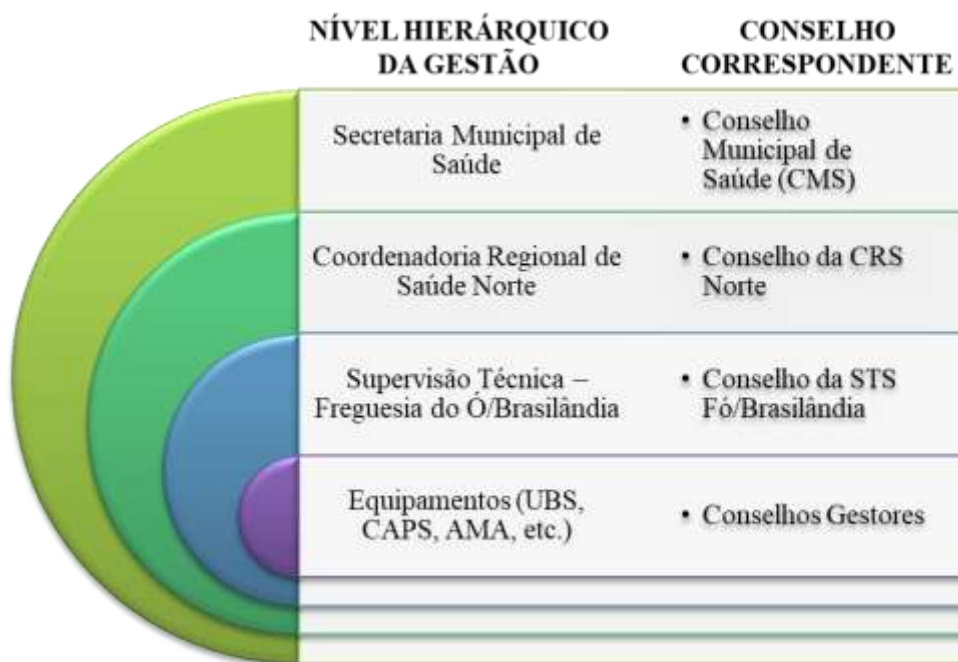 NÍVEL HIERÁRQUICO
DA GESTÃO
CONSELHO
CORRESPONDENTE
Secretaria Municipal de
Saúde
• Conselho
Municipal de
Saúde (CMS)
Coordenadoria Regional de
Saúde Norte
• Conselho da CRS
Norte
Supervisão Técnica –
Freguesia do Ó/Brasilândia
• Conselho da STS
Fó/Brasilândia
Equipamentos (UBS,
CAPS, AMA, etc.)
• Conselhos Gestores